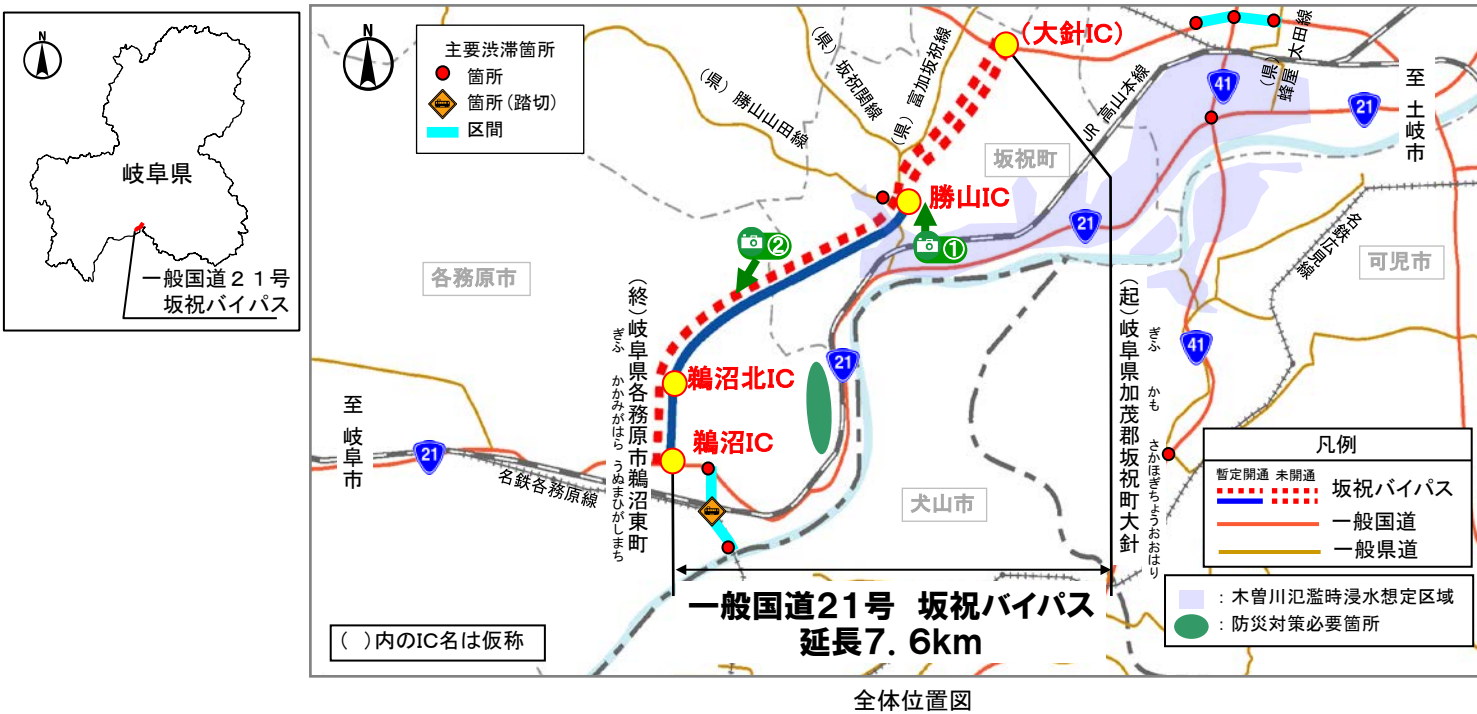 N
岐阜県
一般国道21号
坂祝バイパス
N
主要渋滞箇所
箇所
箇所(踏切)
区間
(大針IC)
(県)坂祝関線
(県)富加坂祝線
(県)勝山山田線
JR 高山本線
(県)蜂屋太田線
41
21
至 土岐市
坂祝町
勝山IC
①
②
21
名鉄広見線
可児市
各務原市
(終)岐阜県各務原市鵜沼東町
ぎふ かかみがはら うぬまひがしまち
(起)岐阜県加茂郡坂祝町大針
ぎふ かも さかほぎちょうおおはり
21
41
鵜沼北IC
鵜沼IC
至 岐阜市
21
名鉄各務原線
犬山市
凡例
暫定開通 未開通
坂祝バイパス
一般国道
一般県道
:木曽川氾濫時浸水想定区域
:防災対策必要箇所
一般国道21号 坂祝バイパス
延長7.6km
( )内のIC名は仮称
全体位置図